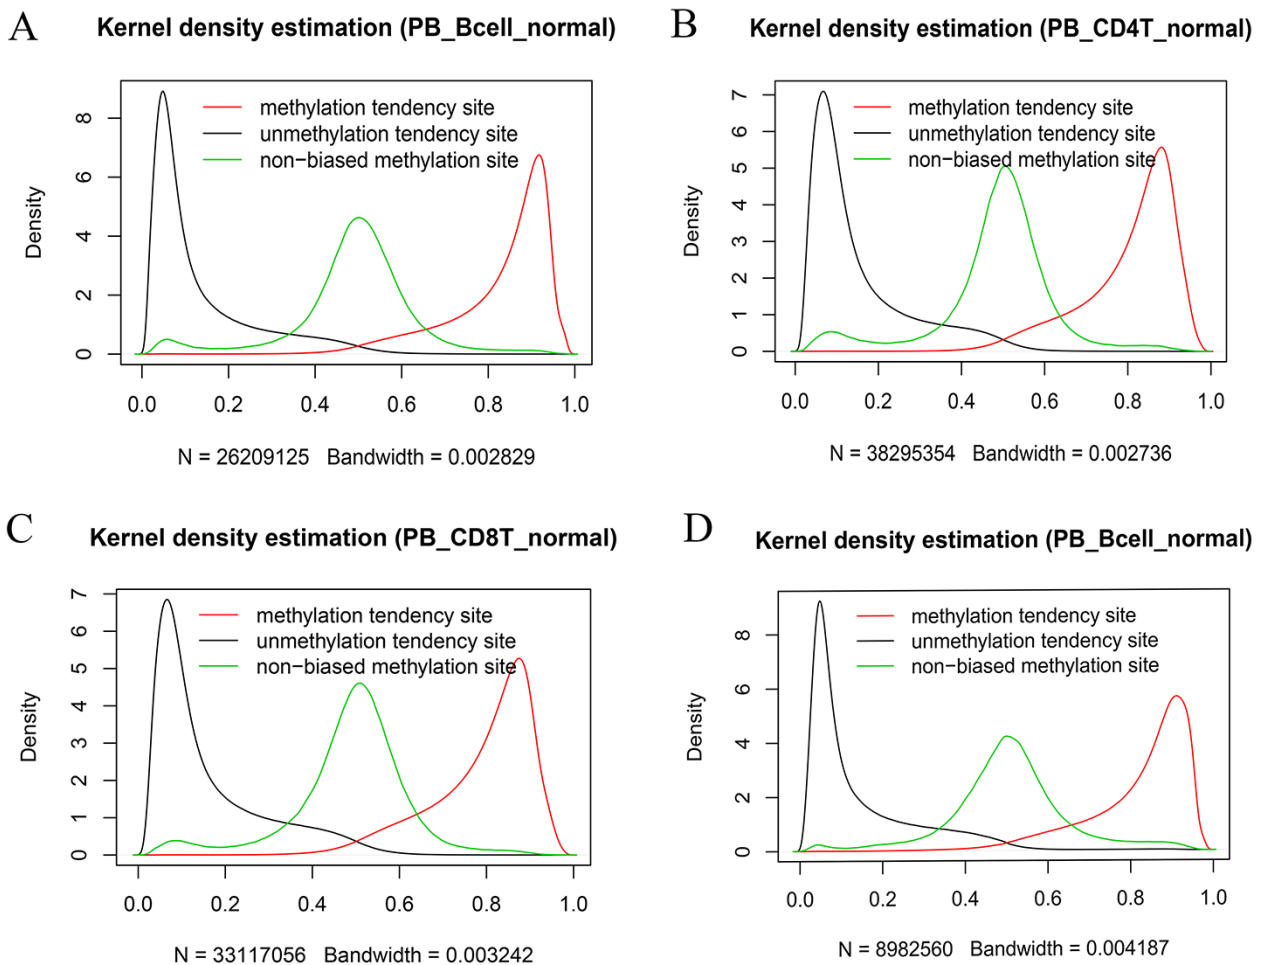 A
Kernel density estimation (PB_Bcell_normal)
methylation tendency site
unmethylation tendency site
non−biased methylation site
Density
0 2 4 6 8
0.0 0.2 0.4 0.6 0.8 1.0
N = 26209125 Bandwidth = 0.002829
B
Kernel density estimation (PB_CD4T_normal)
methylation tendency site
unmethylation tendency site
non−biased methylation site
Density
0 1 2 3 4 5 6 7
0.0 0.2 0.4 0.6 0.8 1.0
N = 38295354 Bandwidth = 0.002736
C
Kernel density estimation (PB_CD8T_normal)
methylation tendency site
unmethylation tendency site
non−biased methylation site
Density
0 1 2 3 4 5 6 7
0.0 0.2 0.4 0.6 0.8 1.0
N = 33117056 Bandwidth = 0.003242
D
Kernel density estimation (PB_Bcell_normal)
methylation tendency site
unmethylation tendency site
non−biased methylation site
Density
0 2 4 6 8
0.0 0.2 0.4 0.6 0.8 1.0
N = 8982560 Bandwidth = 0.004187